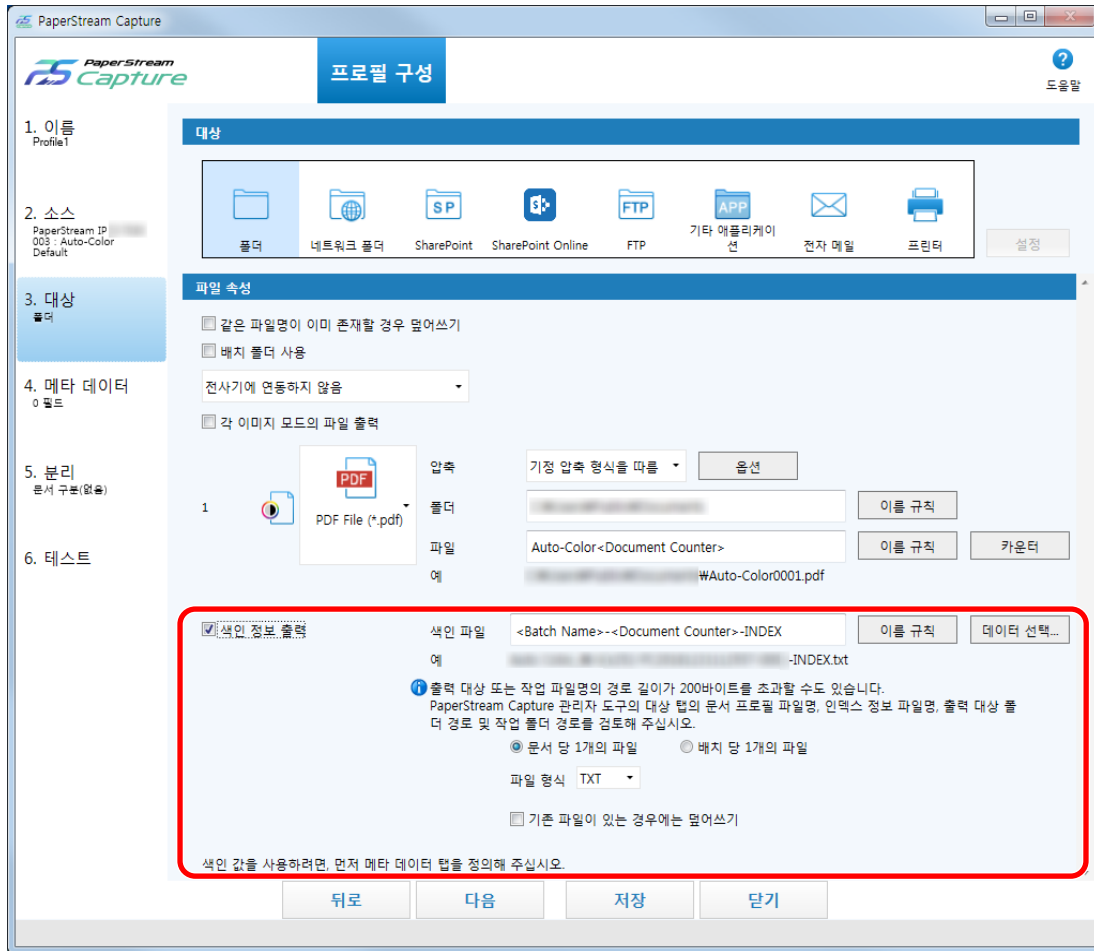 PaperStream Capture
PaperStream
Capture
프로필 구성
도움말
1. 이름
Profile1
2. 소스
PaperStream IP
003 : Auto-Color
Default
3. 대상
폴더
4. 메타 데이터
0 필드
5. 분리
문서 구분(없음)
6. 테스트
대상
폴더
네트워크 폴더
SP
SharePoint
SharePoint Online
FTP
FTP
APP
기타 애플리케이
션
전자 메일
프린터
설정
파일 속성
같은 파일명이 이미 존재할 경우 덮어쓰기
배치 폴더 사용
전사기에 연동하지 않음
각 이미지 모드의 파일 출력
1
PDF
PDF File (*.pdf)
압축 기정 압축 형식을 따름 옵션
폴더 이름 규칙
파일 Auto-Color<Document Counter> 이름 규칙 카운터
예 ₩Auto-Color0001.pdf
색인 정보 출력 색인 파일 <Batch Name>-<Document Counter>-INDEX 이름 규칙 데이터 선택...
예 -INDEX.txt
출력 대상 또는 작업 파일명의 경로 길이가 200바이트를 초과할 수도 있습니다.
PaperStream Capture 관리자 도구의 대상 탭의 문서 프로필 파일명, 인덱스 정보 파일명, 출력 대상 폴
더 경로 및 작업 폴더 경로를 검토해 주십시오.
문서 당 1개의 파일 배치 당 1개의 파일
파일 형식 TXT
기존 파일이 있는 경우에는 덮어쓰기
색인 값을 사용하려면, 먼저 메타 데이터 탭을 정의해 주십시오.
뒤로 다음 저장 닫기